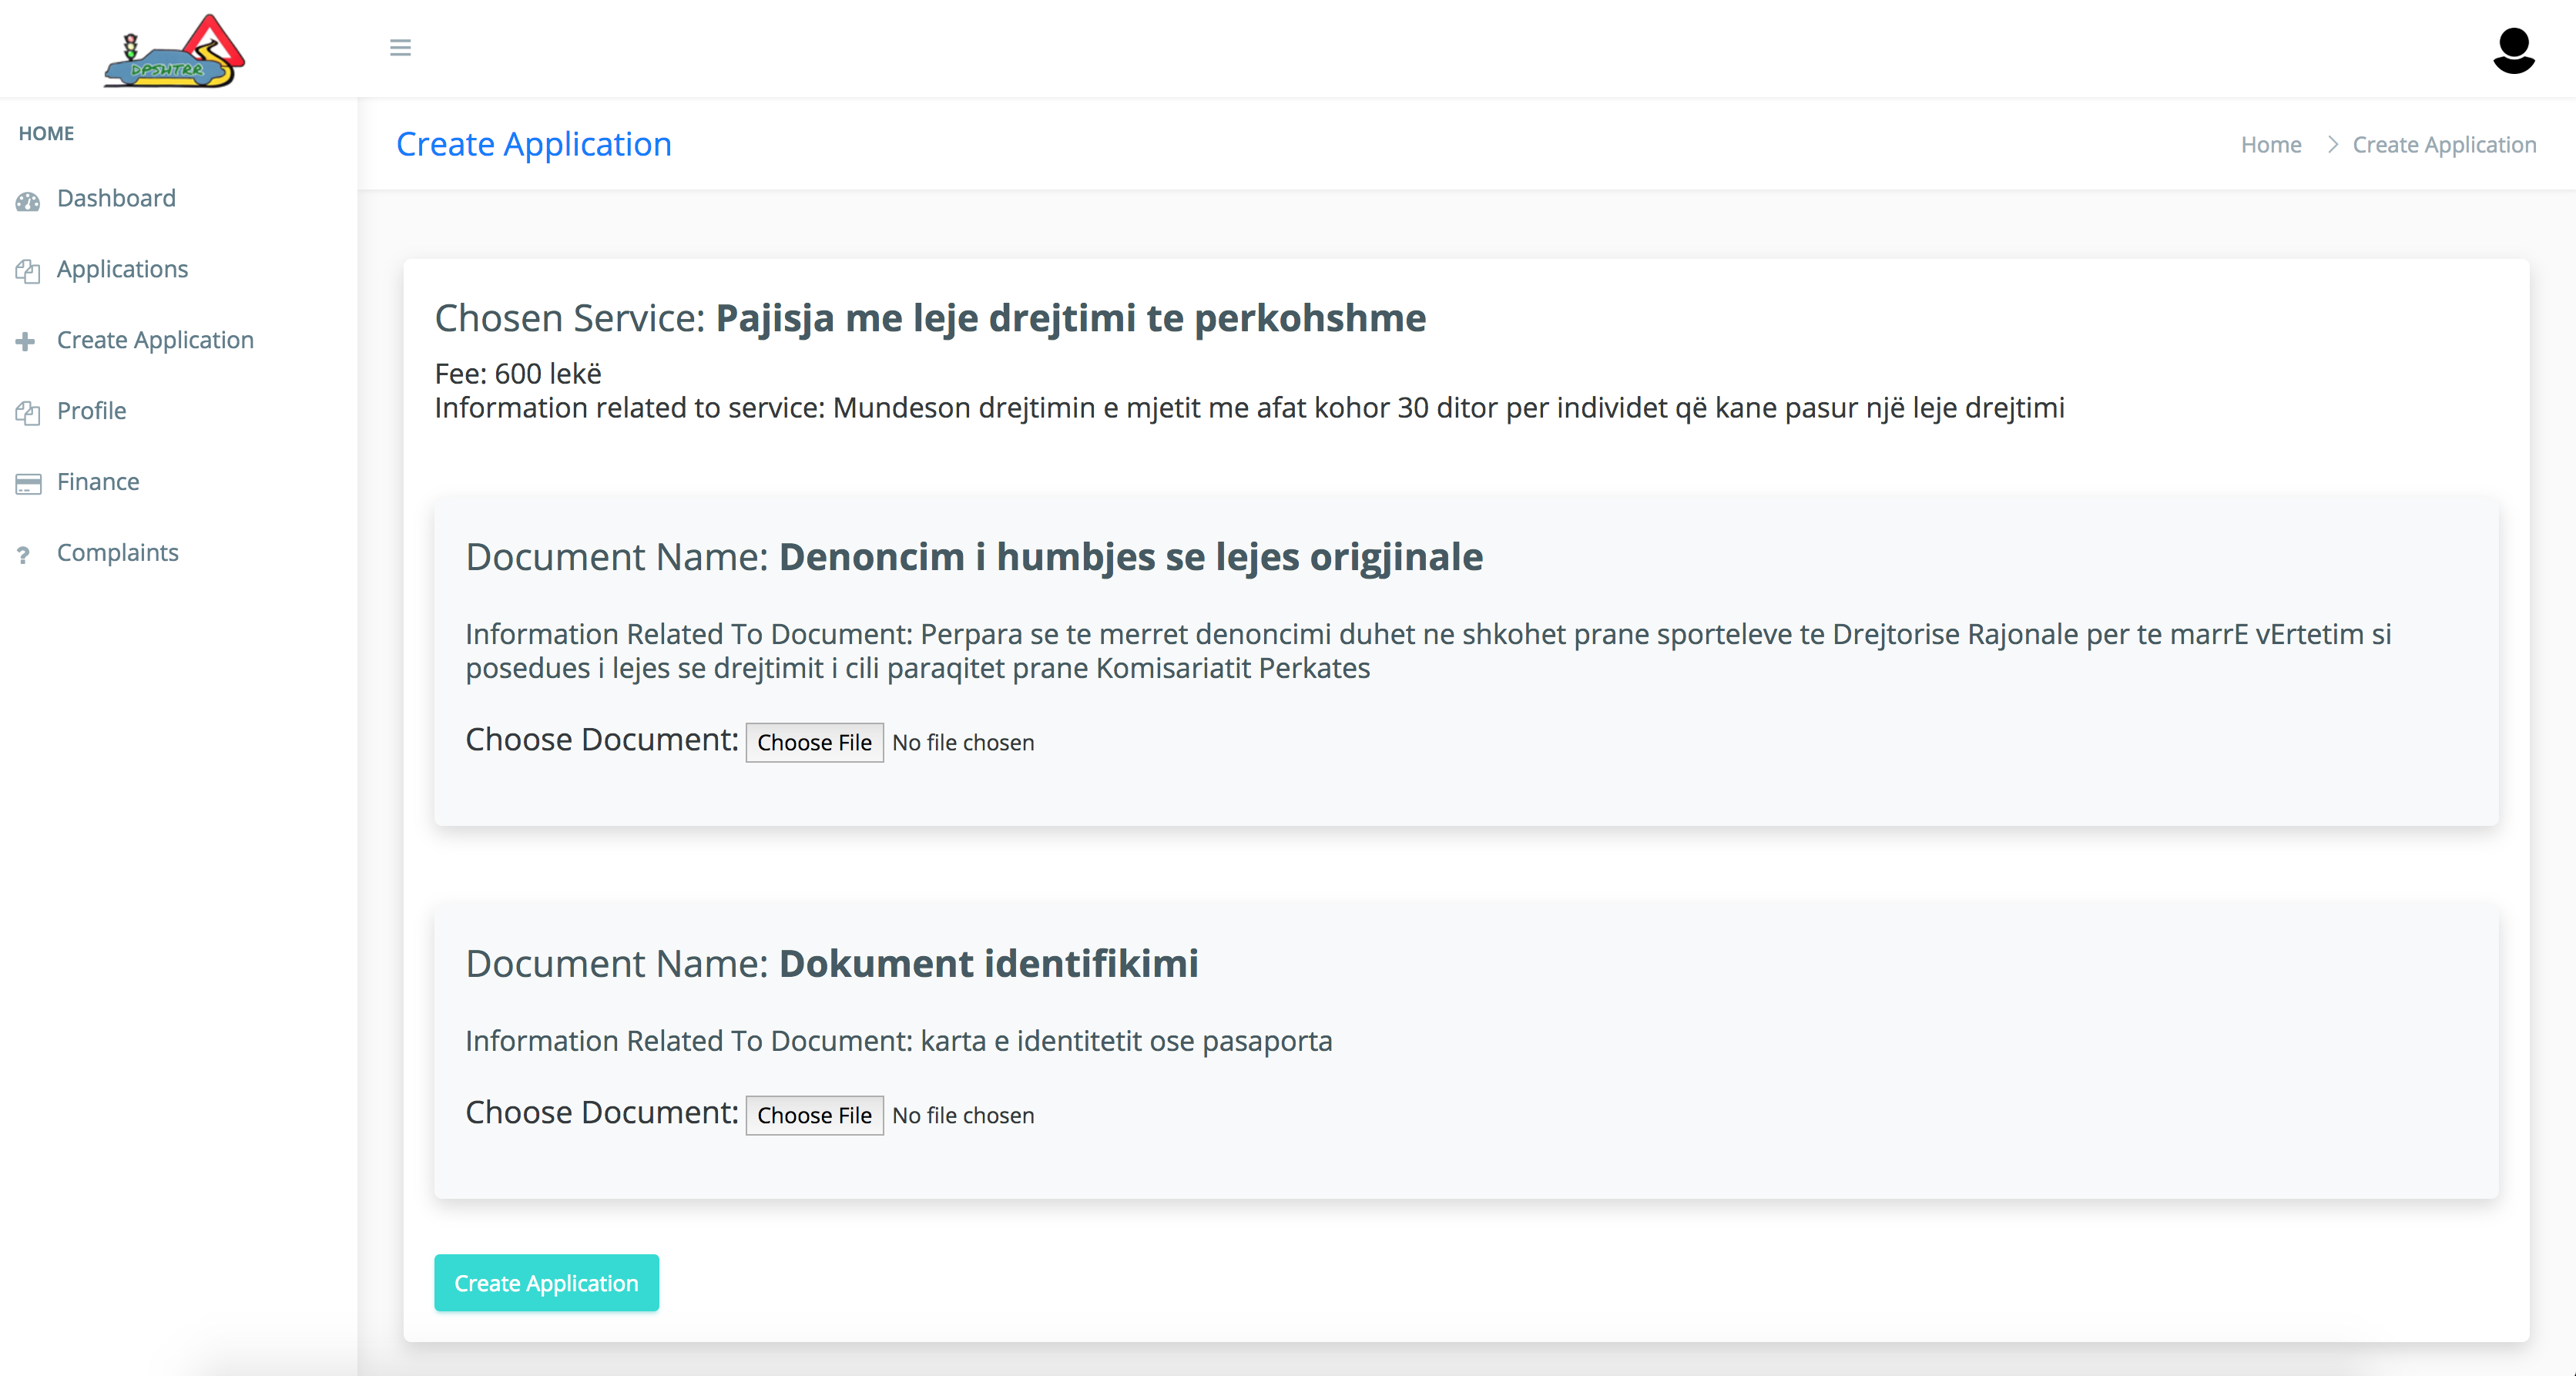 DPSHTRR
HOME
Dashboard
Applications
Create Application
Profile
Finance
Complaints
Create Application
Home > Create Application
Chosen Service: Pajisja me leje drejtimi te perkohshme
Fee: 600 lekë
Information related to service: Mundeson drejtimin e mjetit me afat kohor 30 ditor per individet që kane pasur një leje drejtimi
Document Name: Denoncim i humbjes se lejes origjinale
Information Related To Document: Perpara se te merret denoncimi duhet ne shkohet prane sporteleve te Drejtorise Rajonale per te marrE vErtetim si
posedues i lejes se drejtimit i cili paraqitet prane Komisariatit Perkates
Choose Document: Choose File No file chosen
Document Name: Dokument identifikimi
Information Related To Document: karta e identitetit ose pasaporta
Choose Document: Choose File No file chosen
Create Application